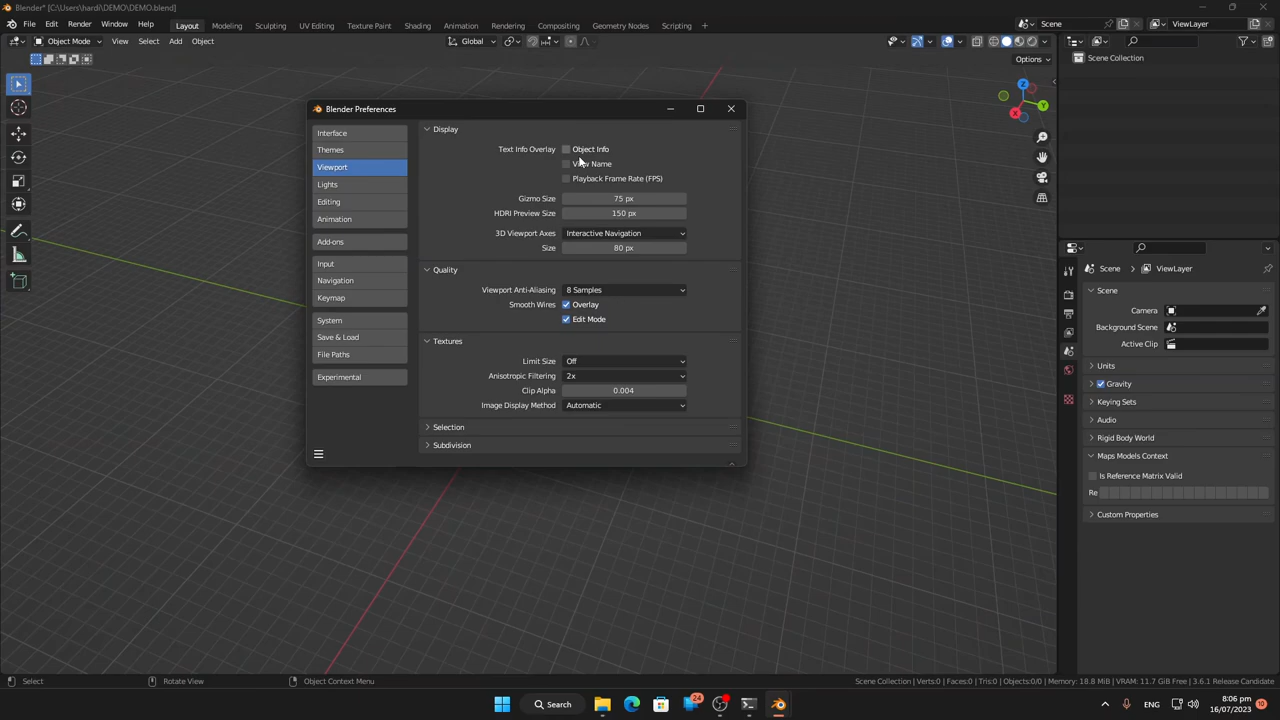 Blender* [C:\Users\hardi\DEMO\DEMO.blend]
File Edit Render Window Help Layout Modeling Sculpting UV Editing Texture Paint Shading Animation Rendering Compositing Geometry Nodes Scripting + Scene ViewLayer
Object Mode View Select Add Object Global
Options
Scene Collection
Z
Y
X
Blender Preferences
Interface
Themes
Viewport
Lights
Editing
Animation
Add-ons
Input
Navigation
Keymap
System
Save & Load
File Paths
Experimental
Display
Text Info Overlay Object Info
View Name
Playback Frame Rate (FPS)
Gizmo Size 75 px
HDRI Preview Size 150 px
3D Viewport Axes Interactive Navigation
Size 80 px
Quality
Viewport Anti-Aliasing 8 Samples
Smooth Wires Overlay
Edit Mode
Textures
Limit Size Off
Anisotropic Filtering 2x
Clip Alpha 0.004
Image Display Method Automatic
Selection
Subdivision
Scene ViewLayer
Scene
Camera
Background Scene
Active Clip
Units
Gravity
Keying Sets
Audio
Rigid Body World
Maps Models Context
Is Reference Matrix Valid
Re
Custom Properties
Select Rotate View Object Context Menu Scene Collection | Verts:0 | Faces:0 | Tris:0 | Objects:0/0 | Memory: 18.8 MiB | VRAM: 11.7 GiB Free | 3.6.1 Release Candidate
Search 24 ENG 8:06 pm
16/07/2023 10